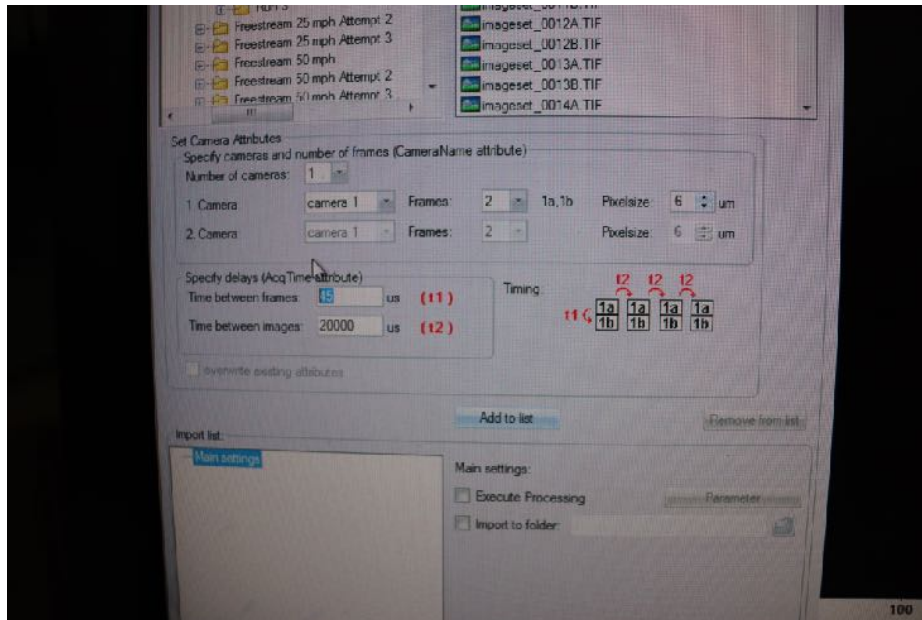 Run 3
Freestream 25 mph Attempt 2
Freestream 25 mph Attempt 3
Freestream 50 mph
Freestream 50 mph Attempt 2
Freestream 50 mph Attempt 3
imageset_0012A.TIF
imageset_0012B.TIF
imageset_0013A.TIF
imageset_0013B.TIF
imageset_0014A.TIF
Set Camera Attributes
Specify cameras and number of frames (CameraName attribute)
Number of cameras: 1
1. Camera camera 1 Frames: 2 1a,1b Pixelsize: 6 um
2. Camera camera 1 Frames: 2 Pixelsize: 6 um
Specify delays (AcqTime attribute)
Time between frames: 15 us (t1)
Time between images: 20000 us (t2)
Timing:
t2 t2 t2
t1 1a 1a 1a 1a
1b 1b 1b 1b
overwrite existing attributes
Add to list
Remove from list
Import list:
Main settings
Main settings:
Execute Processing
Parameter
Import to folder:
100